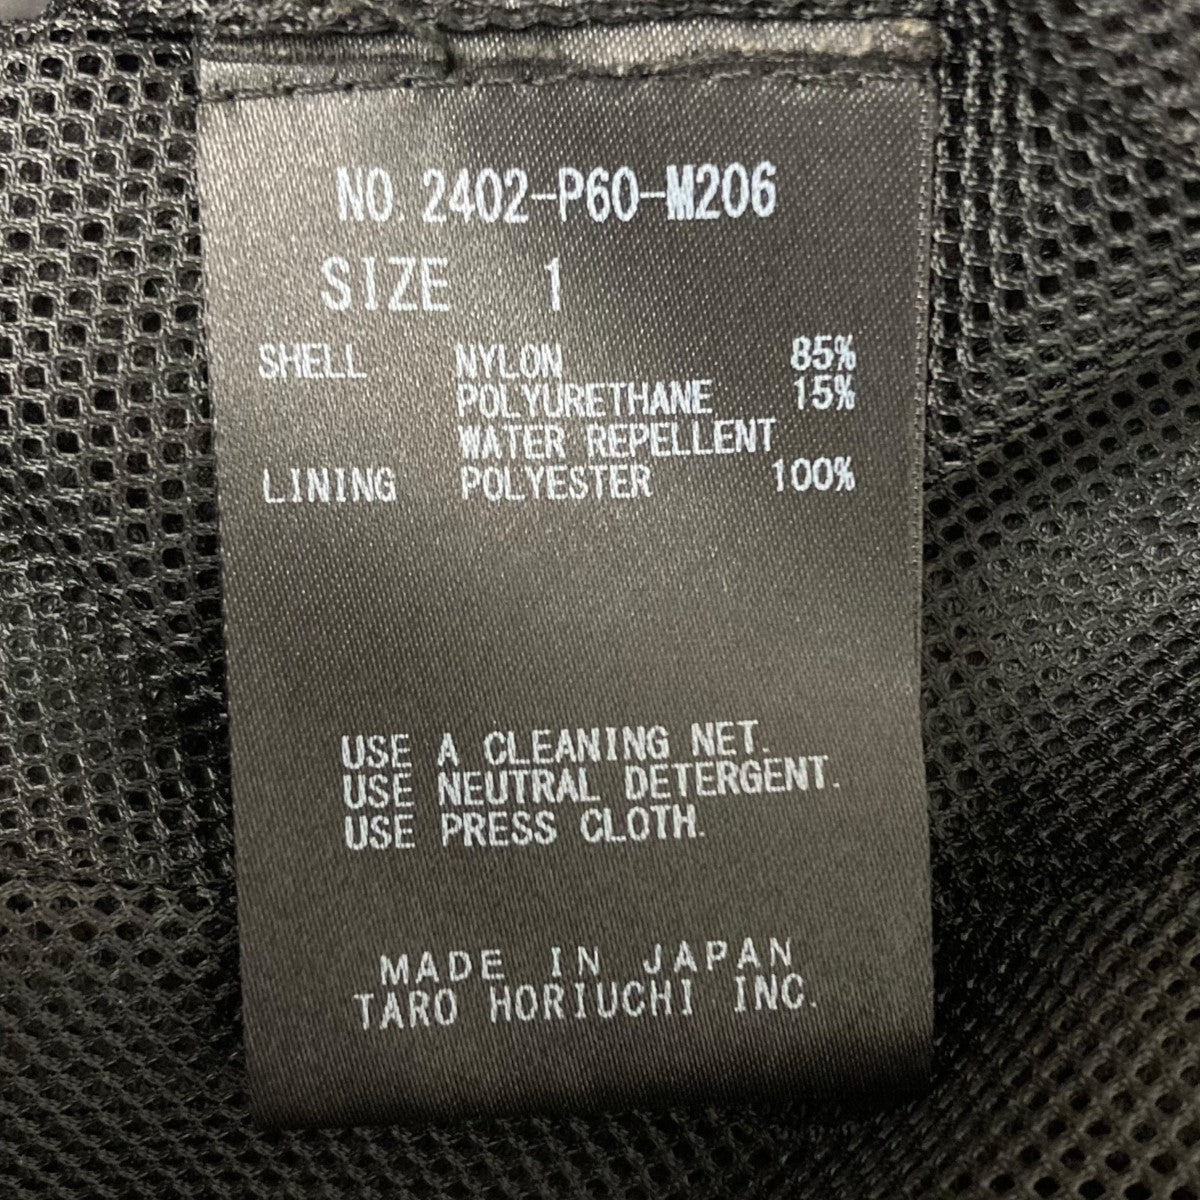 NO. 2402-P60-M206
SIZE 1
SHELL NYLON 85%
POLYURETHANE 15%
WATER REPELLENT
LINING POLYESTER 100%
USE A CLEANING NET.
USE NEUTRAL DETERGENT.
USE PRESS CLOTH.
MADE IN JAPAN
TARO HORIUCHI INC.